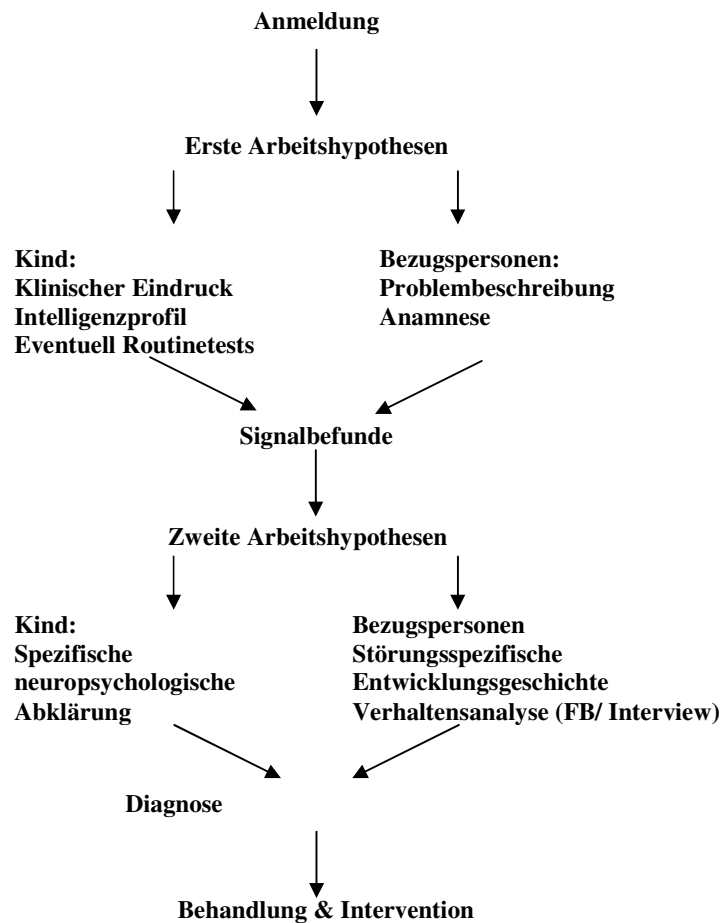 Anmeldung
Erste Arbeitshypothesen
Kind:
Klinischer Eindruck
Intelligenzprofil
Eventuell Routinetests
Bezugspersonen:
Problembeschreibung
Anamnese
Signalbefunde
Zweite Arbeitshypothesen
Kind:
Spezifische
neuropsychologische
Abklärung
Bezugspersonen
Störungsspezifische
Entwicklungsgeschichte
Verhaltensanalyse (FB/ Interview)
Diagnose
Behandlung & Intervention